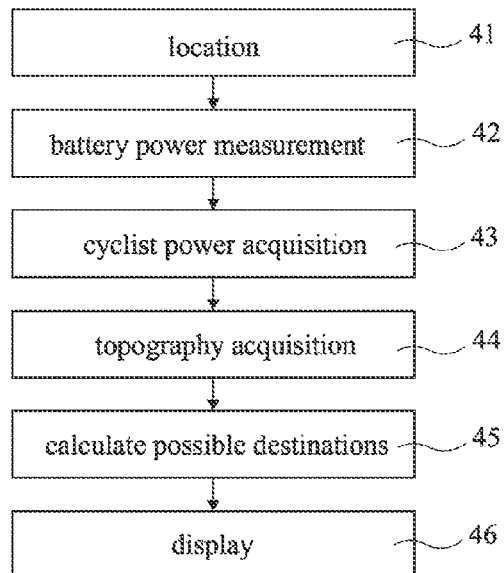 location 41
battery power measurement 42
cyclist power acquisition 43
topography acquisition 44
calculate possible destinations 45
display 46